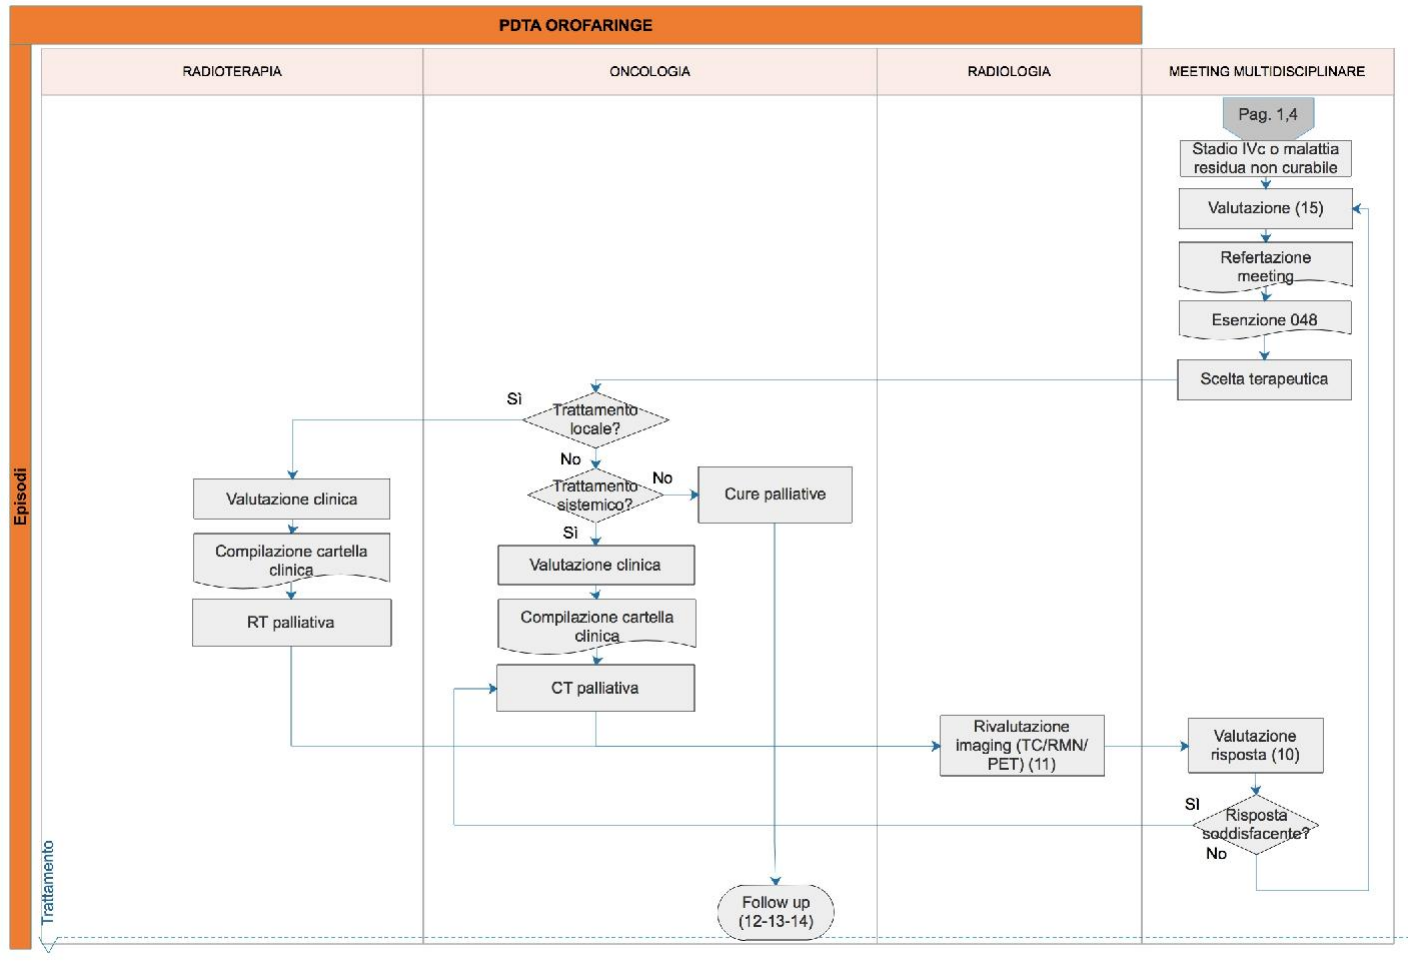 PDTA OROFARINGE
RADIOTERAPIA
ONCOLOGIA
RADIOLOGIA
MEETING MULTIDISCIPLINARE
Pag. 1,4
Stadio IVc o malattia
residua non curabile
Valutazione (15)
Refertazione
meeting
Esenzione 048
Scelta terapeutica
Sì
Trattamento
locale?
No
Trattamento
sistemico?
No
Cure palliative
Sì
Valutazione clinica
Compilazione cartella
clinica
RT palliativa
Valutazione clinica
Compilazione cartella
clinica
CT palliativa
Rivalutazione
imaging (TC/RMN/
PET) (11)
Valutazione
risposta (10)
Sì
Risposta
soddisfacente?
No
Follow up
(12-13-14)
Episodi
Trattamento